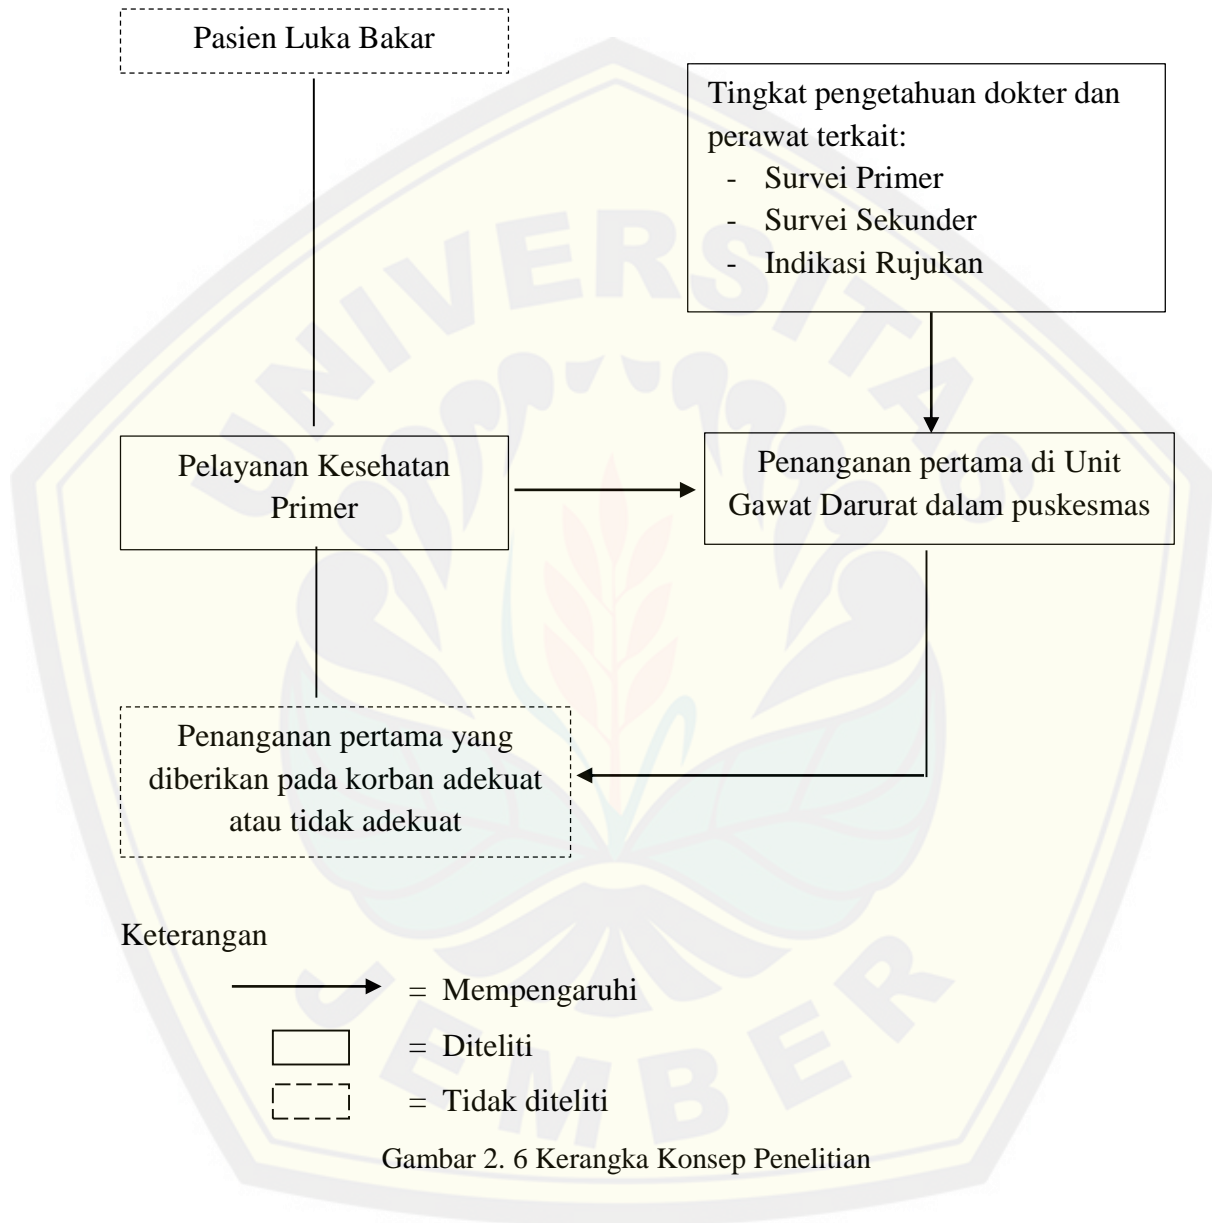 Pasien Luka Bakar
Tingkat pengetahuan dokter dan
perawat terkait:
- Survei Primer
- Survei Sekunder
- Indikasi Rujukan
Pelayanan Kesehatan
Primer
Penanganan pertama di Unit
Gawat Darurat dalam puskesmas
Penanganan pertama yang
diberikan pada korban adekuat
atau tidak adekuat
Keterangan
= Mempengaruhi
= Diteliti
= Tidak diteliti
Gambar 2. 6 Kerangka Konsep Penelitian
UNIVERSITAS
JEMBER